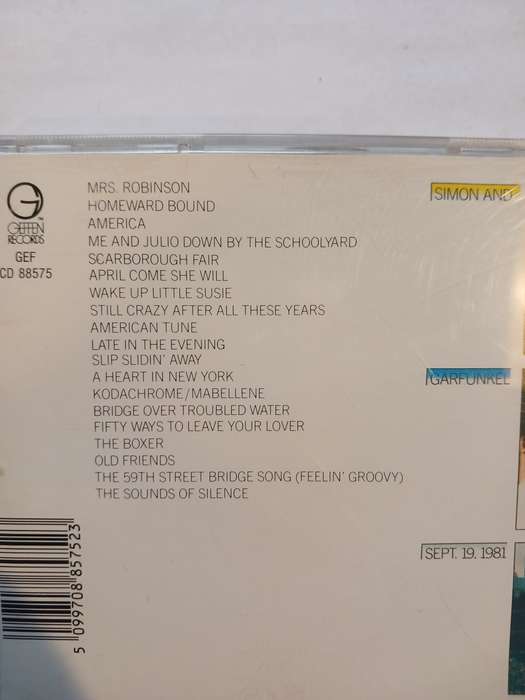 G
GEFFEN
RECORDS
GEF
CD 88575
MRS. ROBINSON
HOMEWARD BOUND
AMERICA
ME AND JULIO DOWN BY THE SCHOOLYARD
SCARBOROUGH FAIR
APRIL COME SHE WILL
WAKE UP LITTLE SUSIE
STILL CRAZY AFTER ALL THESE YEARS
AMERICAN TUNE
LATE IN THE EVENING
SLIP SLIDIN' AWAY
A HEART IN NEW YORK
KODACHROME/MABELLENE
BRIDGE OVER TROUBLED WATER
FIFTY WAYS TO LEAVE YOUR LOVER
THE BOXER
OLD FRIENDS
THE 59TH STREET BRIDGE SONG (FEELIN' GROOVY)
THE SOUNDS OF SILENCE
SIMON AND
GARFUNKEL
SEPT. 19. 1981
5 099708 857523